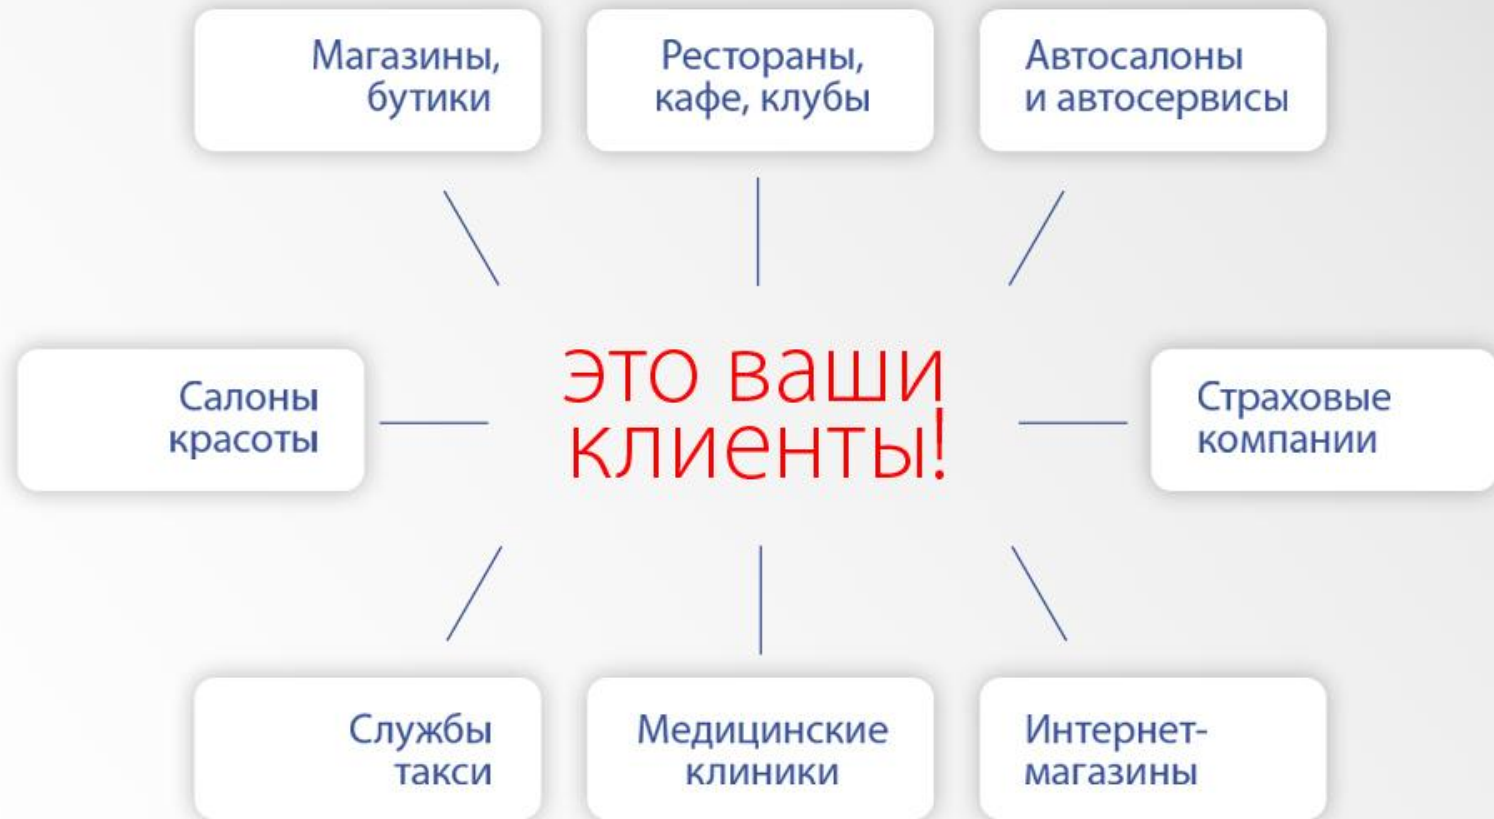 Магазины,
бутики
Рестораны,
кафе, клубы
Автосалоны
и автосервисы
Салоны
красоты
это ваши
клиенты!
Страховые
компании
Службы
такси
Медицинские
клиники
Интернет-
магазины